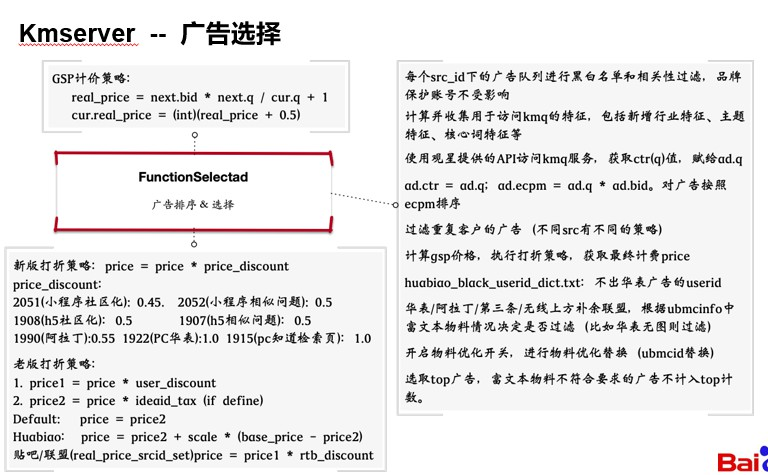 Kmserver -- 广告选择
GSP计价策略:
real_price = next.bid * next.q / cur.q + 1
cur.real_price = (int)(real_price + 0.5)
FunctionSelectad
广告排序 & 选择
新版打折策略: price = price * price_discount
price_discount:
2051(小程序社区化): 0.45. 2052(小程序相似问题): 0.5
1908(h5社区化): 0.5 1907(h5相似问题): 0.5
1990(阿拉丁):0.55 1922(PC华表):1.0 1915(pc知道检索页): 1.0
老版打折策略:
1. price1 = price * user_discount
2. price2 = price * ideaid_tax (if define)
Default: price = price2
Huabiao: price = price2 + scale * (base_price - price2)
贴吧/联盟(real_price_srcid_set)price = price1 * rtb_discount
每个src_id下的广告队列进行黑白名单和相关性过滤，品牌
保护账号不受影响
计算并收集用于访问kmq的特征，包括新增行业特征、主题
特征、核心词特征等
使用观星提供的API访问kmq服务，获取ctr(q)值，赋给ad.q
ad.ctr = ad.q; ad.ecpm = ad.q * ad.bid。对广告按照
ecpm排序
过滤重复客户的广告（不同src有不同的策略）
计算gsp价格，执行打折策略，获取最终计费price
huabiao_black_userid_dict.txt: 不出华表广告的userid
华表/阿拉丁/第三条/无线上方补余联盟，根据ubmcinfo中
富文本物料情况决定是否过滤（比如华表无图则过滤）
开启物料优化开关，进行物料优化替换（ubmcid替换）
选取top广告，富文本物料不符合要求的广告不计入top计
数。
Bai